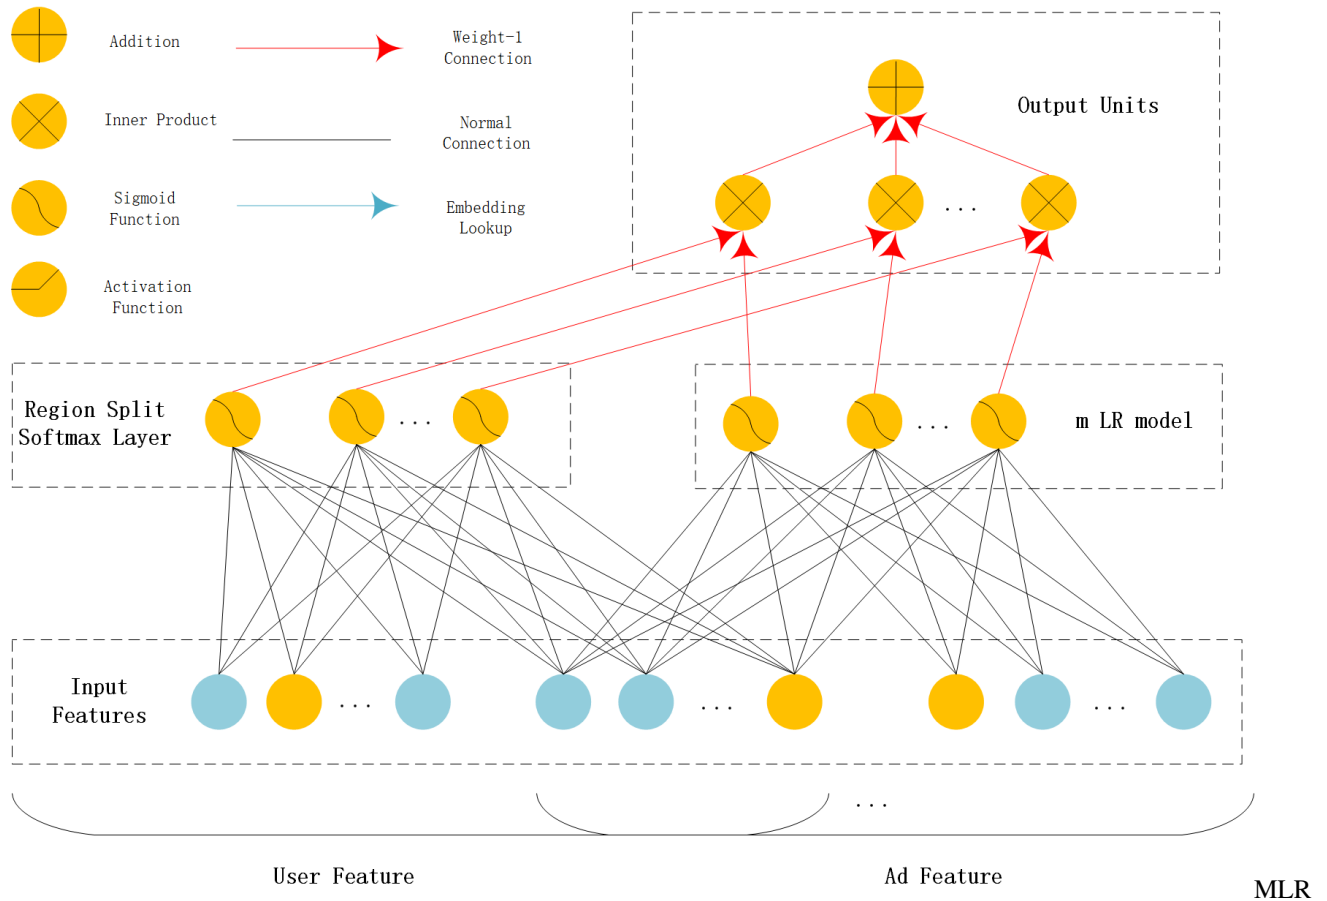 Addition
Weight-1
Connection
Inner Product
Normal
Connection
Sigmoid
Function
Embedding
Lookup
Activation
Function
Output Units
...
Region Split
Softmax Layer
...
...
m LR model
Input
Features
...
...
...
...
User Feature
Ad Feature
MLR